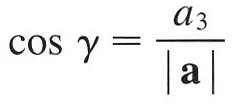 cos γ = a₃ / |a|